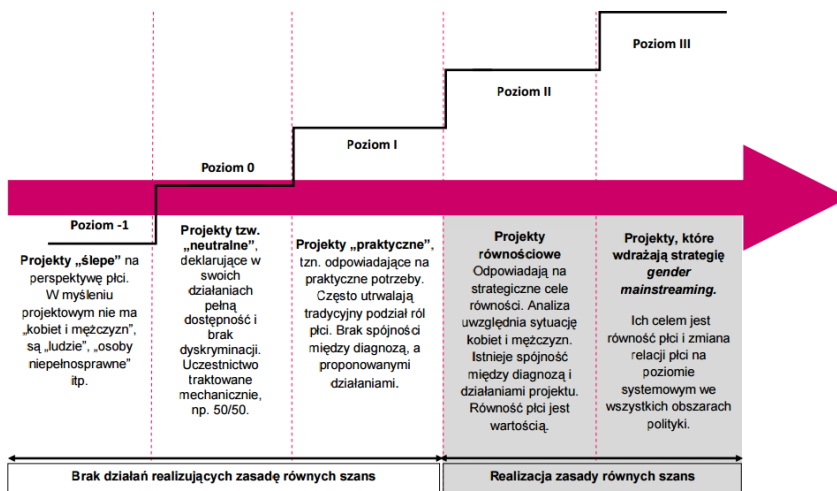 Poziom -1
Projekty „ślepe” na
perspektywę płci.
W myśleniu
projektowym nie ma
„kobiet i mężczyzn”,
są „ludzie”, „osoby
niepełnosprawne”
itp.
Poziom 0
Projekty tzw.
„neutralne”,
deklarujące w
swoich
działaniach
pełną
dostępność i
brak
dyskryminacji.
Uczestnictwo
traktowane
mechanicznie,
np. 50/50.
Poziom I
Projekty „praktyczne”,
tzn. odpowiadające na
praktyczne potrzeby.
Często utrwalają
tradycyjny podział ról
płci. Brak spójności
między diagnozą, a
proponowanymi
działaniami.
Poziom II
Projekty
równościowe
Odpowiadają na
strategiczne cele
równości. Analiza
uwzględnia sytuację
kobiet i mężczyzn.
Istnieje spójność
między diagnozą i
działaniami projektu.
Równość płci jest
wartością.
Poziom III
Projekty, które
wdrażają strategię
gender
mainstreaming.
Ich celem jest
równość płci i zmiana
relacji płci na
poziomie
systemowym we
wszystkich obszarach
polityki.
Brak działań realizujących zasadę równych szans
Realizacja zasady równych szans